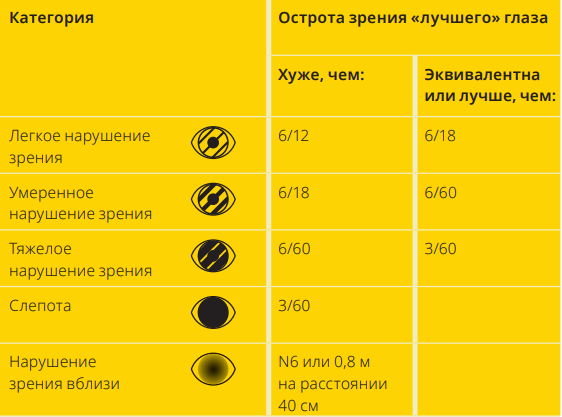 Категория
Острота зрения «лучшего» глаза
Хуже, чем:
Эквивалентна
или лучше, чем:
Легкое нарушение
зрения
6/12
6/18
Умеренное
нарушение зрения
6/18
6/60
Тяжелое
нарушение зрения
6/60
3/60
Слепота
3/60
Нарушение
зрения вблизи
N6 или 0,8 м
на расстоянии
40 см